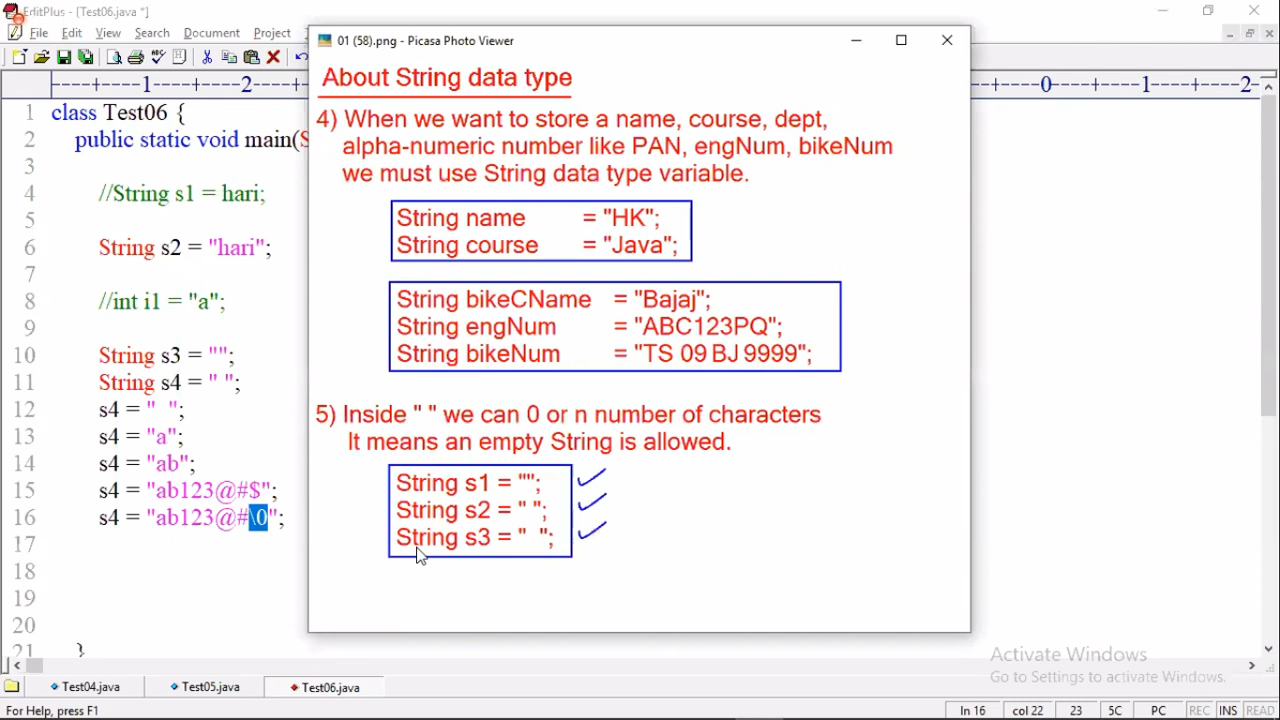 EditPlus - [Test06.java *]
File Edit View Search Document Project
01 (58).png - Picasa Photo Viewer
----+----1----+----2----+-
--+----0----+----1----+----2
1 class Test06 {
2 public static void main(S
3
4 //String s1 = hari;
5
6 String s2 = "hari";
7
8 //int i1 = "a";
9
10 String s3 = "";
11 String s4 = " ";
12 s4 = "  ";
13 s4 = "a";
14 s4 = "ab";
15 s4 = "ab123@#$";
16 s4 = "ab123@#\0";
17
18
19
20
21 }
About String data type
4) When we want to store a name, course, dept,
alpha-numeric number like PAN, engNum, bikeNum
we must use String data type variable.
String name = "HK";
String course = "Java";
String bikeCName = "Bajaj";
String engNum = "ABC123PQ";
String bikeNum = "TS 09 BJ 9999";
5) Inside " " we can 0 or n number of characters
It means an empty String is allowed.
String s1 = "";
String s2 = " ";
String s3 = "  ";
Activate Windows
Go to Settings to activate Windows.
Test04.java Test05.java Test06.java
For Help, press F1 ln 16 col 22 23 5C PC REC INS READ